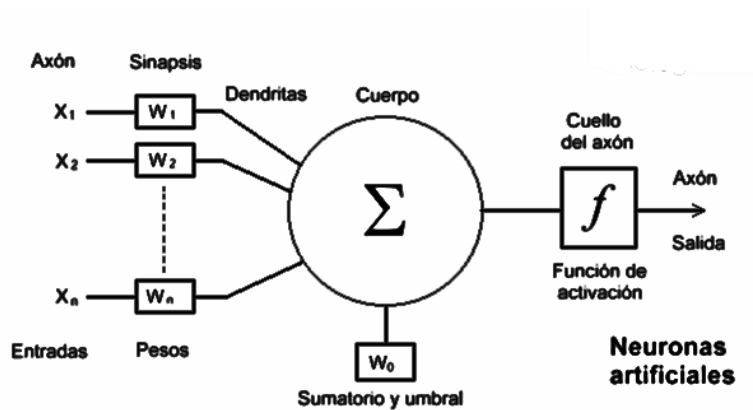 Axón
Sinapsis
Dendritas
Cuerpo
X₁
W₁
X₂
W₂
Xₙ
Wₙ
Σ
Cuello
del axón
f
Axón
Salida
Función de
activación
Entradas
Pesos
W₀
Sumatorio y umbral
Neuronas
artificiales